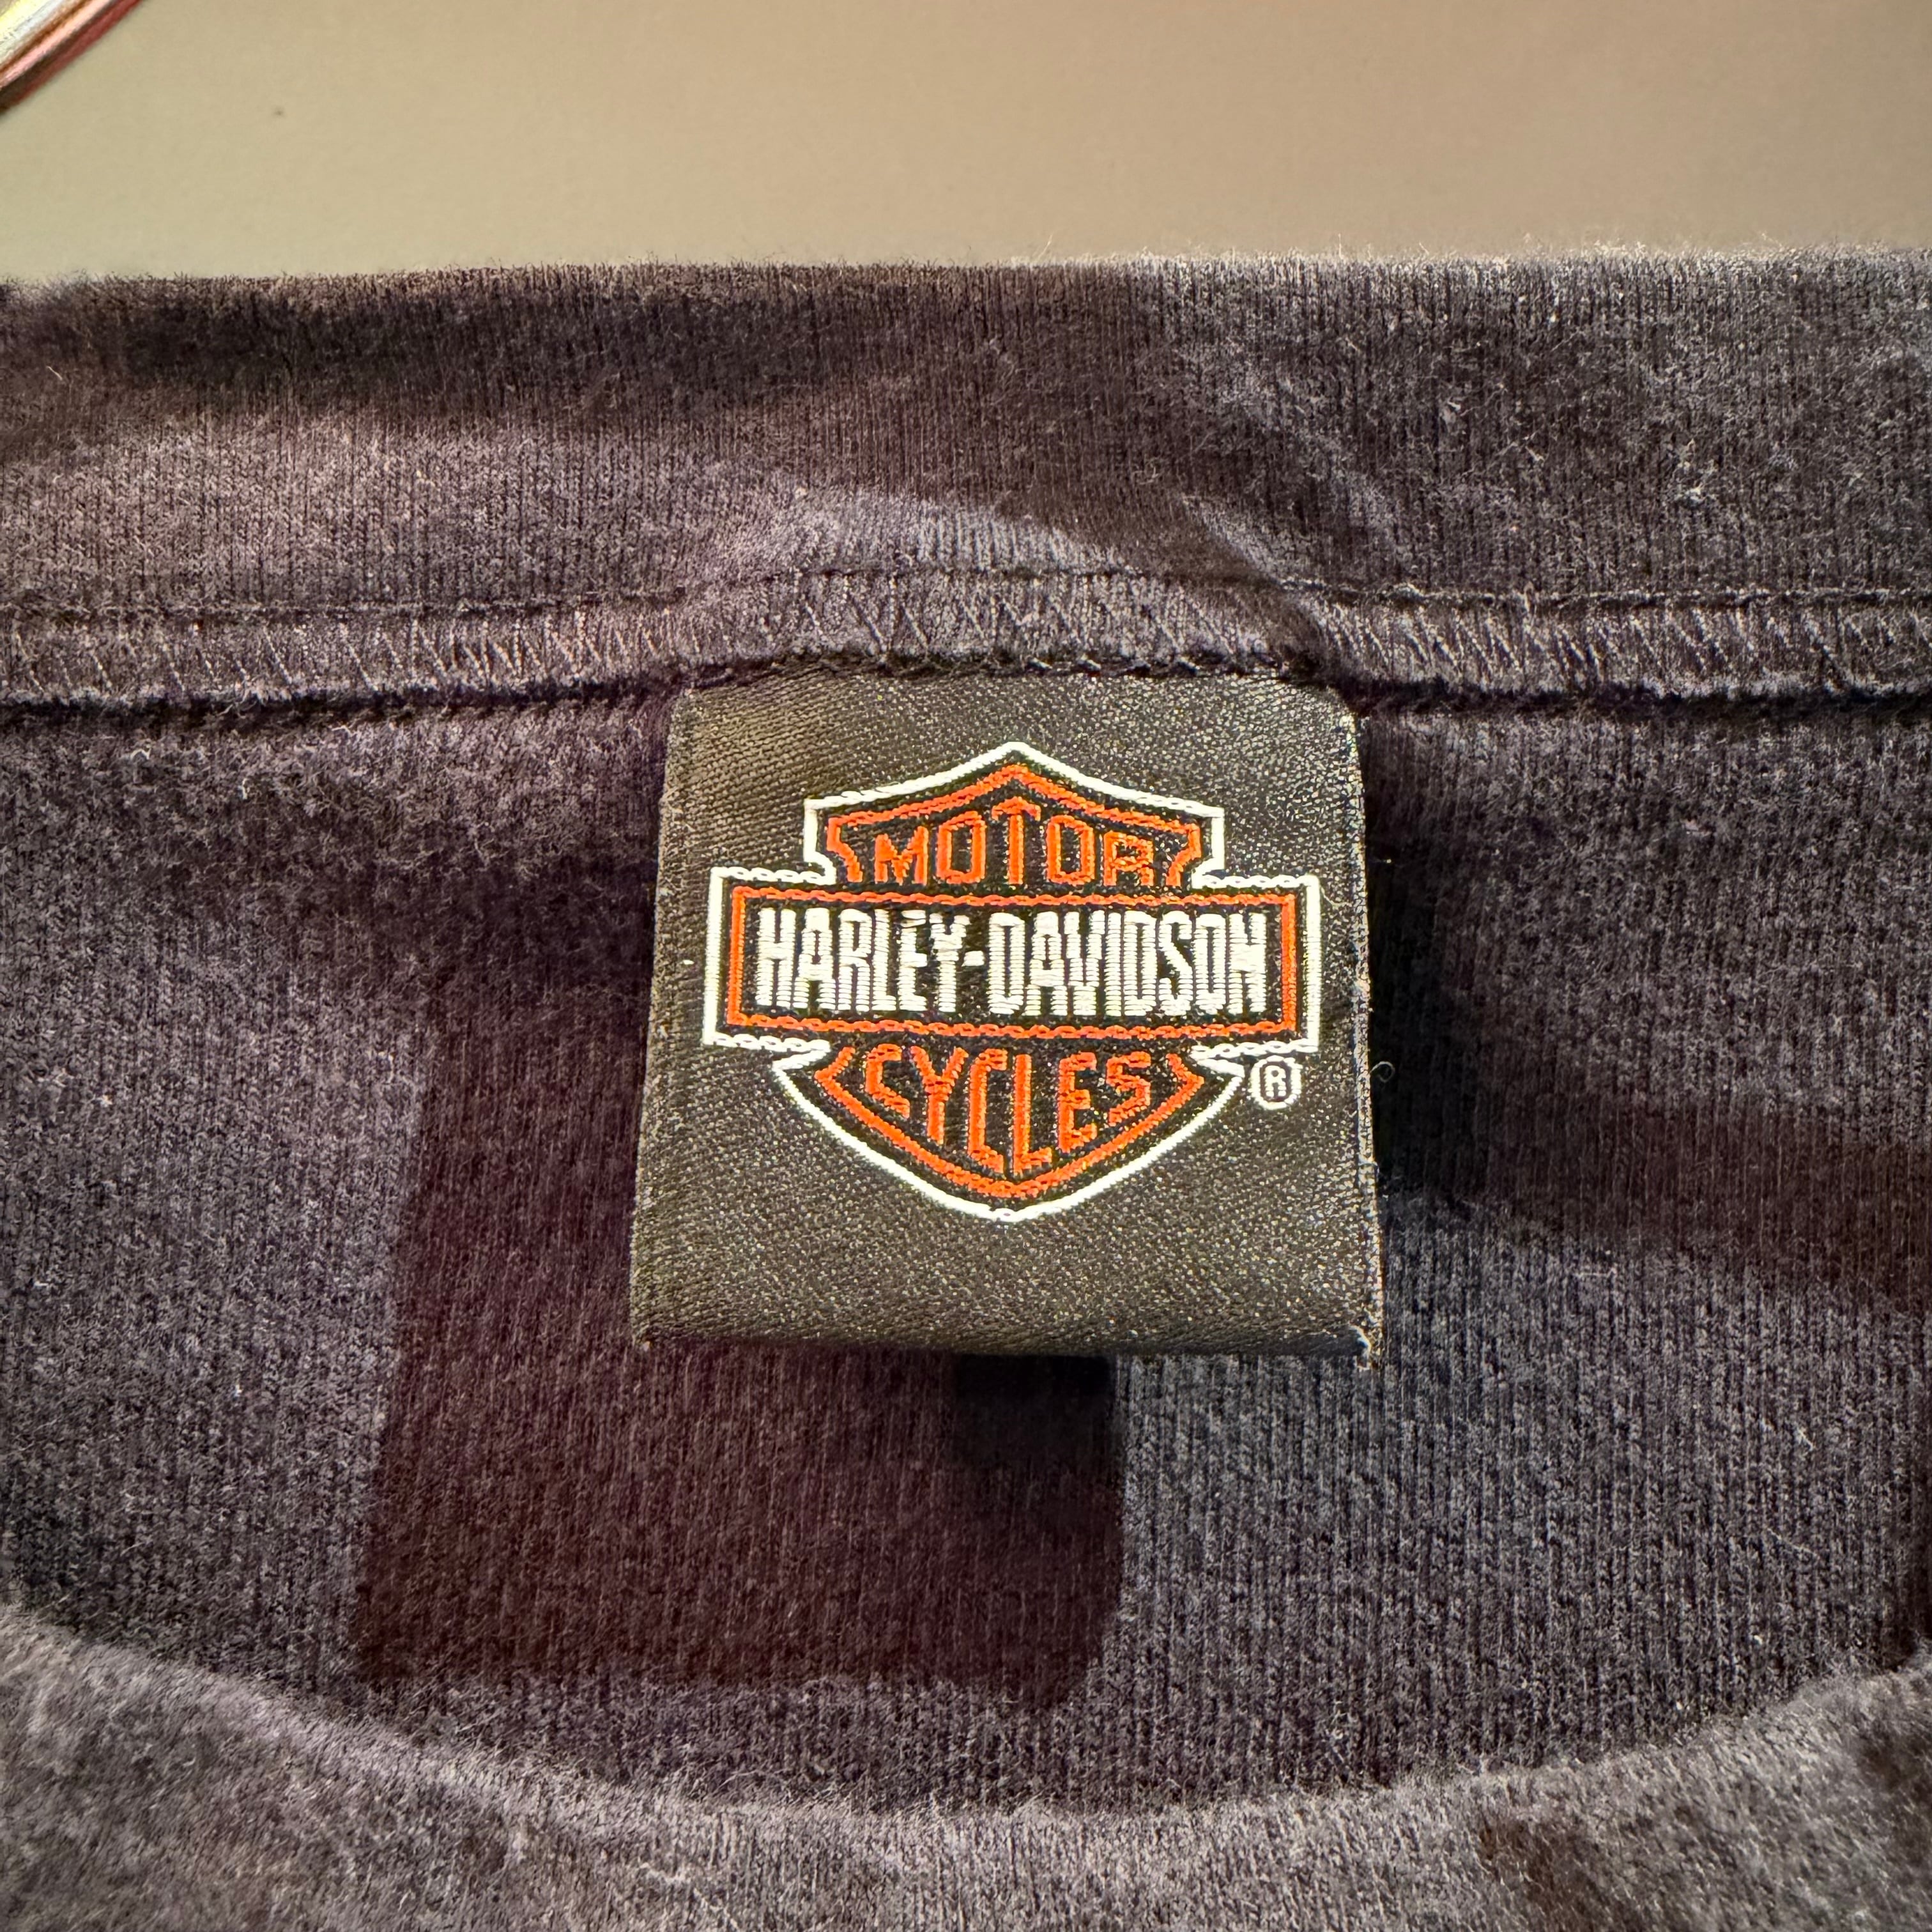 MOTOR
HARLEY-DAVIDSON
CYCLES
®